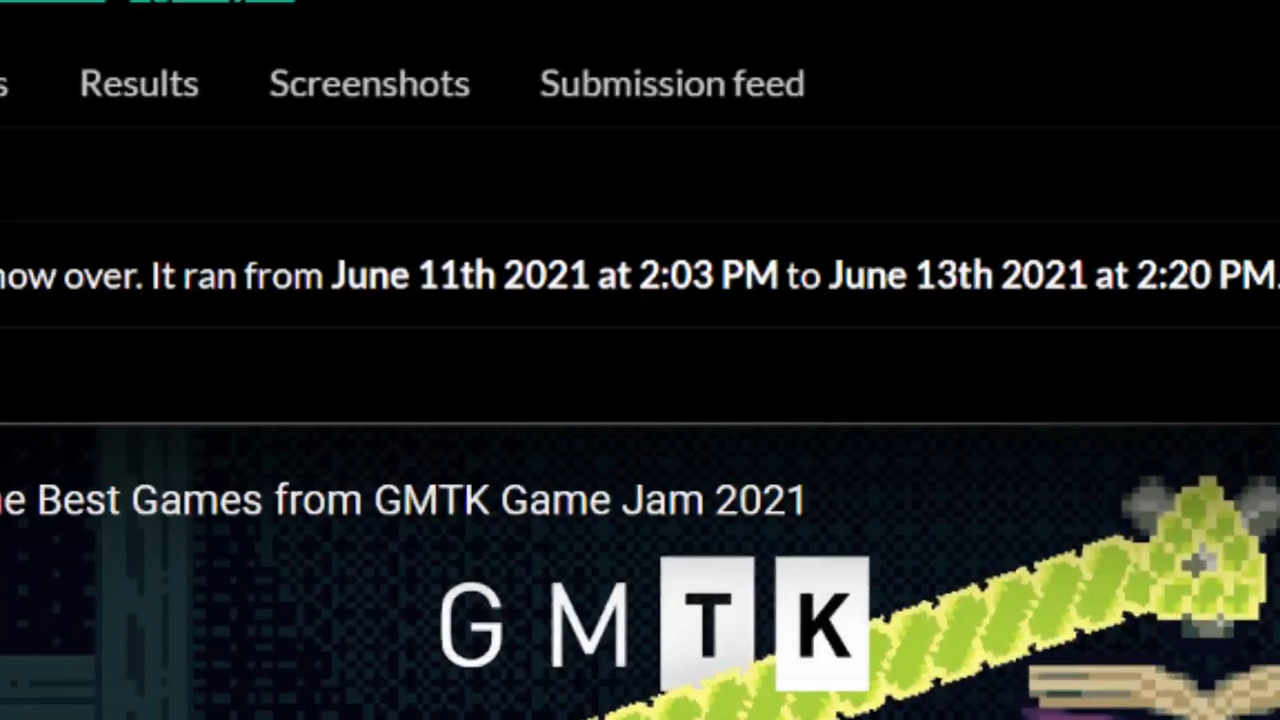 Results Screenshots Submission feed
now over. It ran from June 11th 2021 at 2:03 PM to June 13th 2021 at 2:20 PM.
Best Games from GMTK Game Jam 2021
GMTK